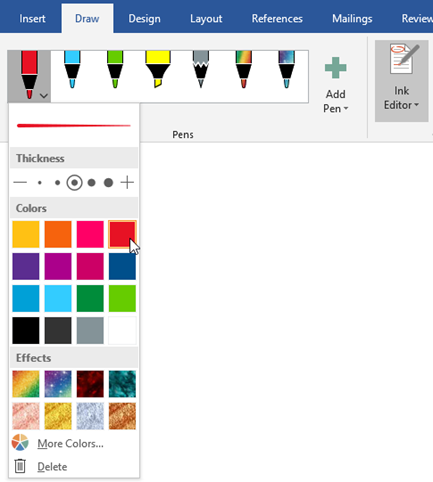 Insert Draw Design Layout References Mailings Review
Add
Pen
Ink
Editor
Pens
Thickness
Colors
Effects
More Colors...
Delete